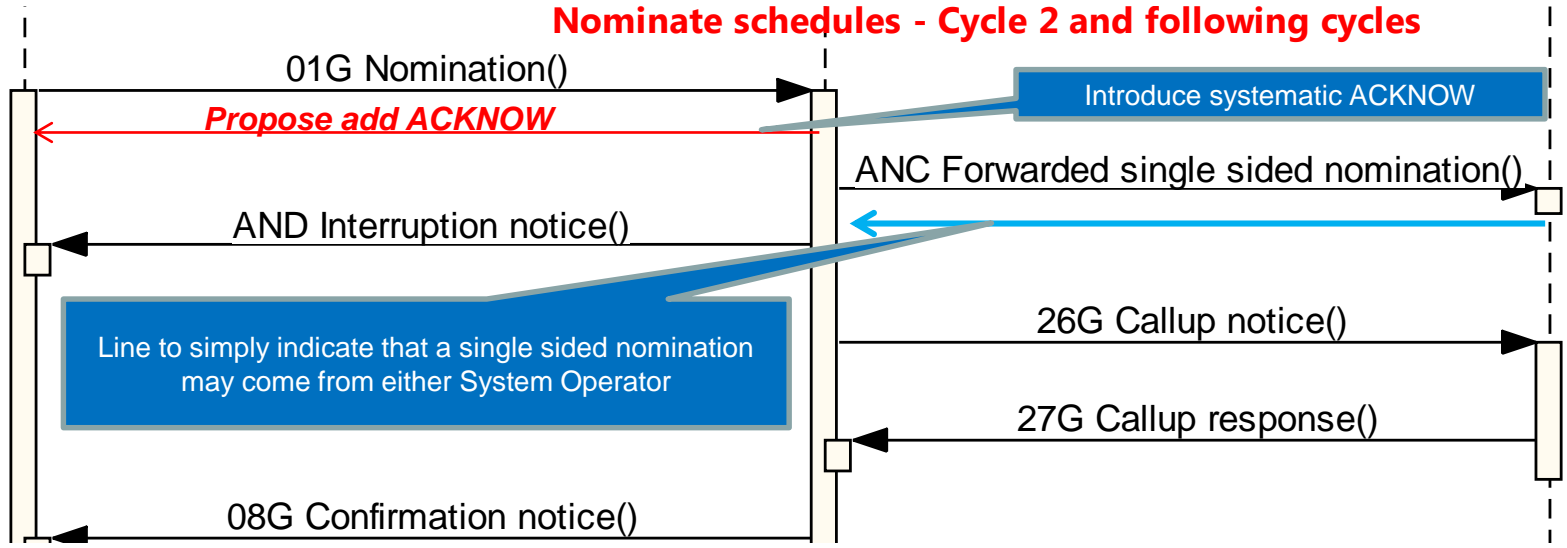 Nominate schedules - Cycle 2 and following cycles
01G Nomination()
Introduce systematic ACKNOW
Propose add ACKNOW
ANC Forwarded single sided nomination()
AND Interruption notice()
26G Callup notice()
Line to simply indicate that a single sided nomination
may come from either System Operator
27G Callup response()
08G Confirmation notice()